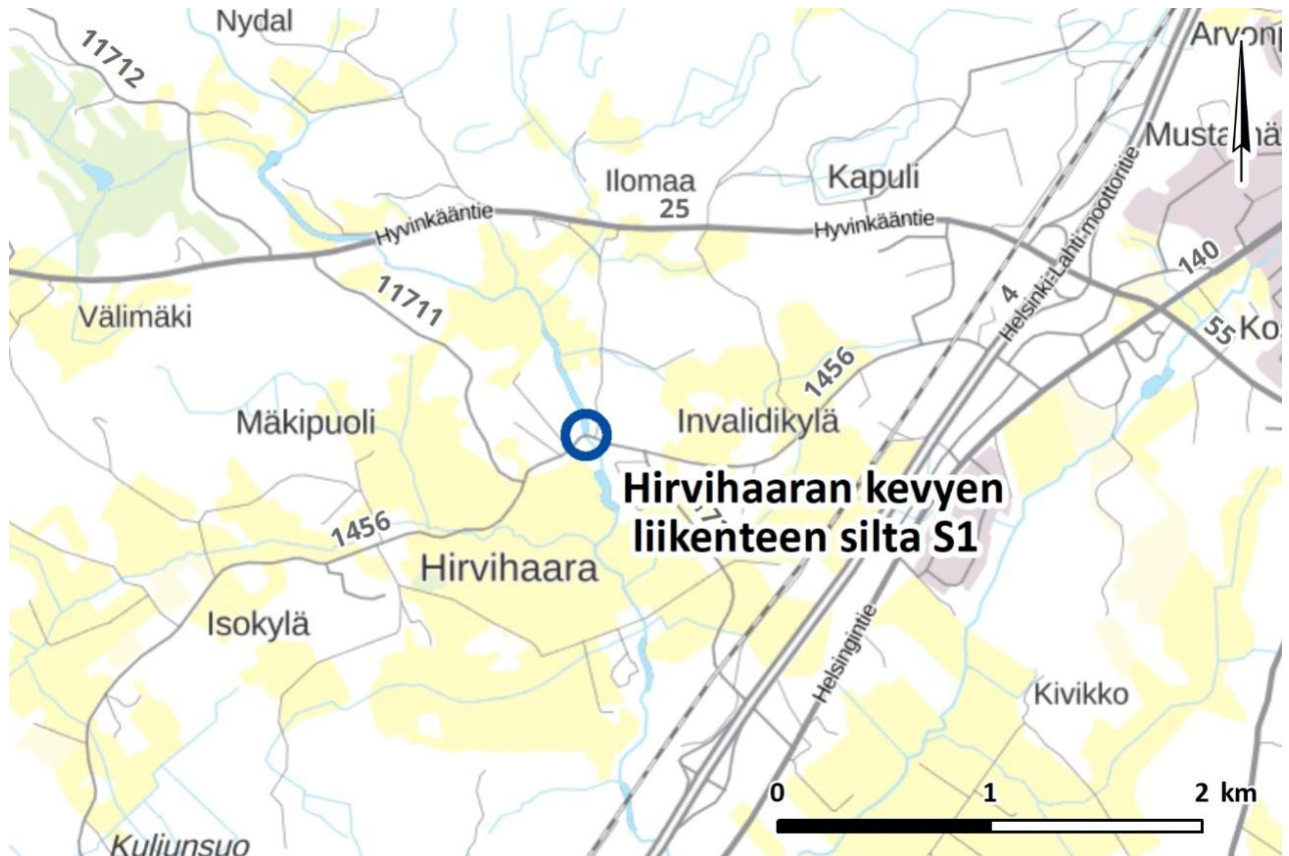 Nydal
11712
Ilomaa
25
Kapuli
Hyvinkääntie
Hyvinkääntie
Helsinki-Lahti-moottoritie
4
140
55
Välimäki
11711
1456
Mäkipuoli
Invalidikylä
Hirvihaaran kevyen
liikenteen silta S1
1456
Hirvihaara
Isokylä
Helsingintie
Kivikko
0 1 2 km
Kuljunsuo